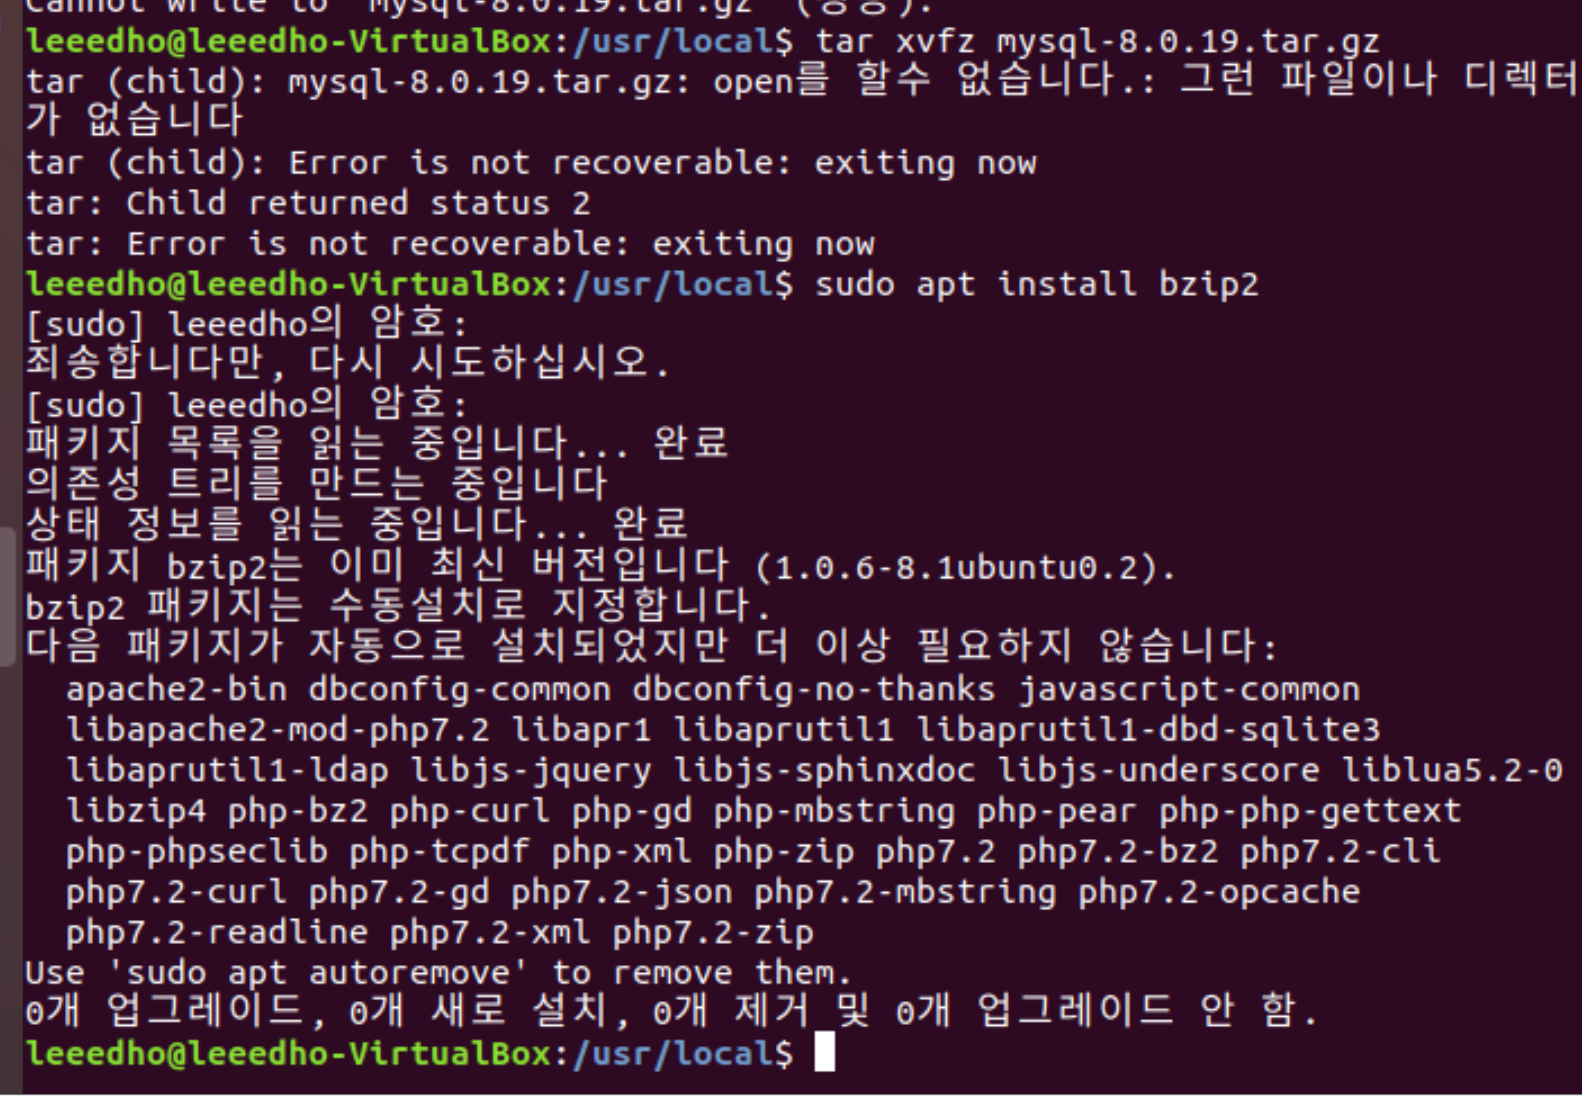 Cannot write to 'mysql-8.0.19.tar.gz' (성공).
leeedho@leeedho-VirtualBox:/usr/local$ tar xvfz mysql-8.0.19.tar.gz
tar (child): mysql-8.0.19.tar.gz: open를 할수 없습니다.: 그런 파일이나 디렉터
가 없습니다
tar (child): Error is not recoverable: exiting now
tar: Child returned status 2
tar: Error is not recoverable: exiting now
leeedho@leeedho-VirtualBox:/usr/local$ sudo apt install bzip2
[sudo] leeedho의 암호:
죄송합니다만, 다시 시도하십시오.
[sudo] leeedho의 암호:
패키지 목록을 읽는 중입니다... 완료
의존성 트리를 만드는 중입니다
상태 정보를 읽는 중입니다... 완료
패키지 bzip2는 이미 최신 버전입니다 (1.0.6-8.1ubuntu0.2).
bzip2 패키지는 수동설치로 지정합니다.
다음 패키지가 자동으로 설치되었지만 더 이상 필요하지 않습니다:
  apache2-bin dbconfig-common dbconfig-no-thanks javascript-common
  libapache2-mod-php7.2 libapr1 libaprutil1 libaprutil1-dbd-sqlite3
  libaprutil1-ldap libjs-jquery libjs-sphinxdoc libjs-underscore liblua5.2-0
  libzip4 php-bz2 php-curl php-gd php-mbstring php-pear php-php-gettext
  php-phpseclib php-tcpdf php-xml php-zip php7.2 php7.2-bz2 php7.2-cli
  php7.2-curl php7.2-gd php7.2-json php7.2-mbstring php7.2-opcache
  php7.2-readline php7.2-xml php7.2-zip
Use 'sudo apt autoremove' to remove them.
0개 업그레이드, 0개 새로 설치, 0개 제거 및 0개 업그레이드 안 함.
leeedho@leeedho-VirtualBox:/usr/local$